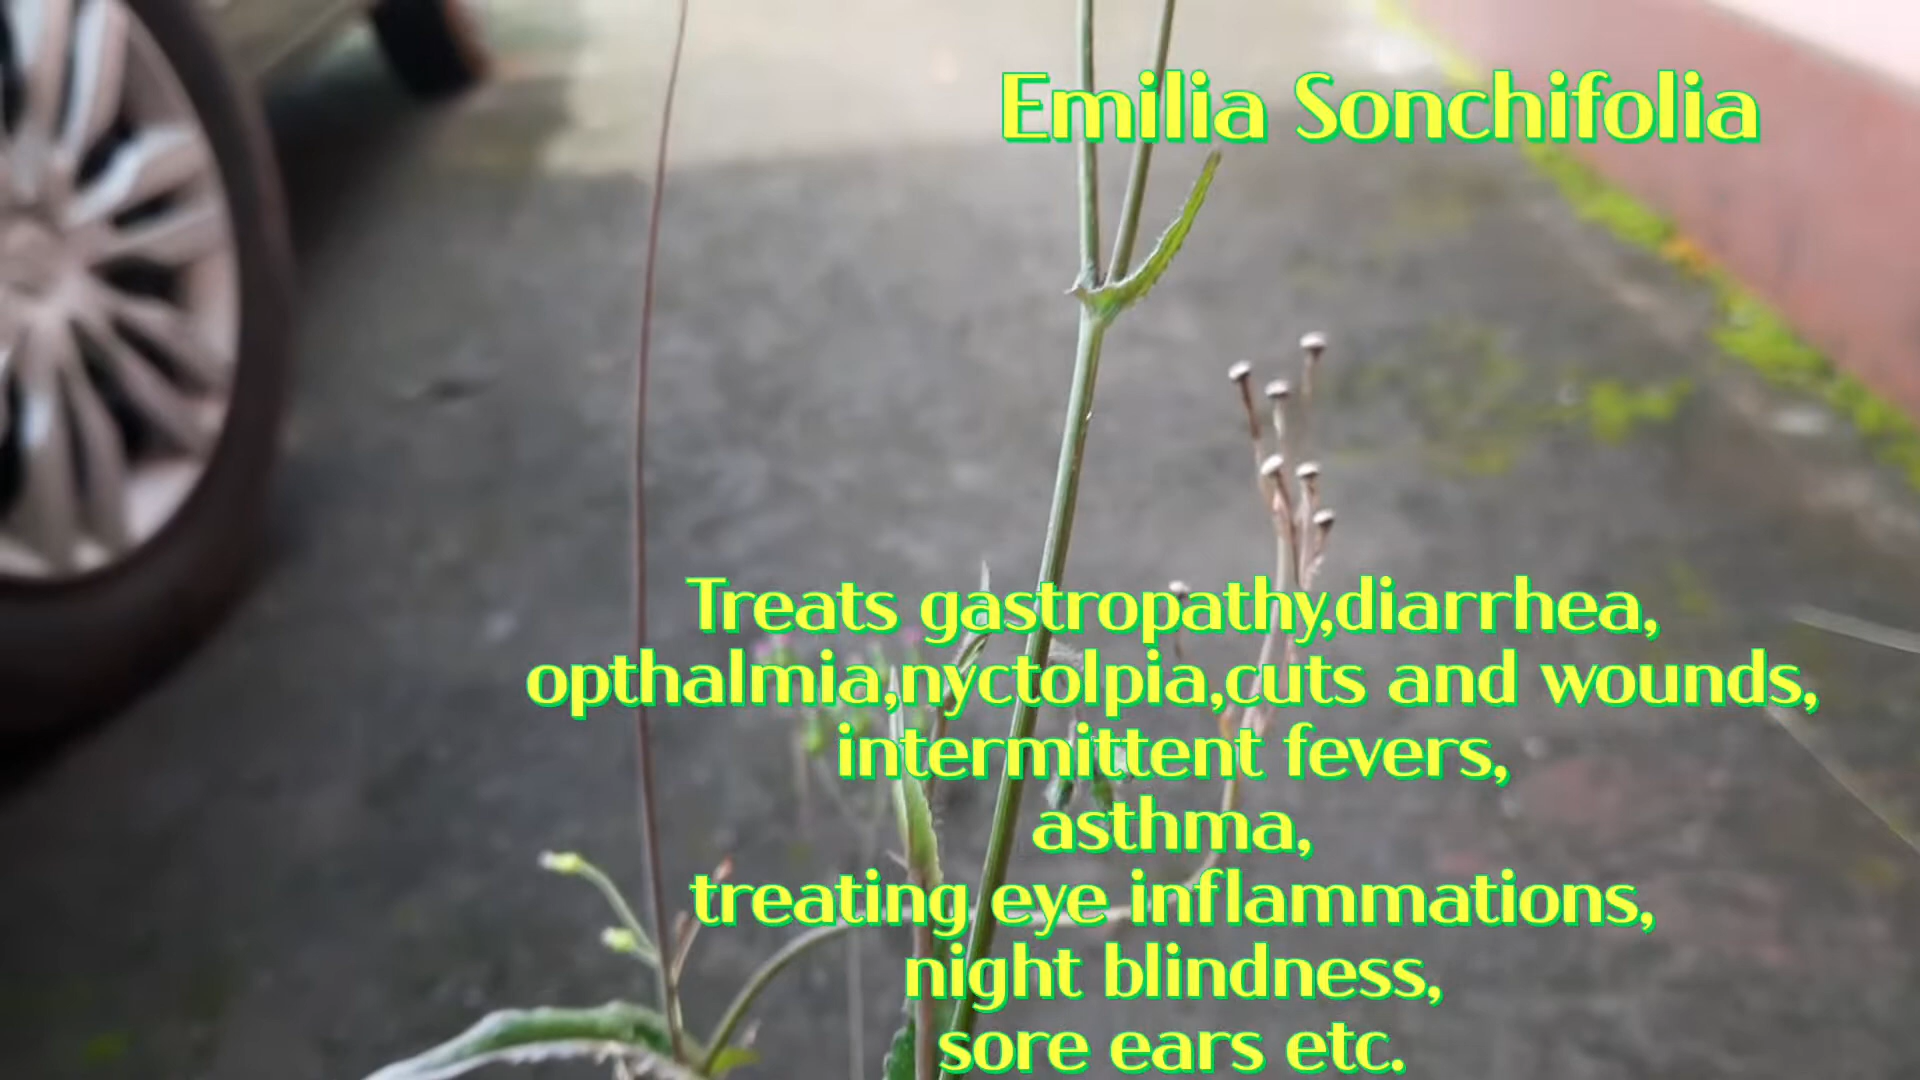 Emilia Sonchifolia
Treats gastropathy,diarrhea,
opthalmia,nyctolpia,cuts and wounds,
intermittent fevers,
asthma,
treating eye inflammations,
night blindness,
sore ears etc.